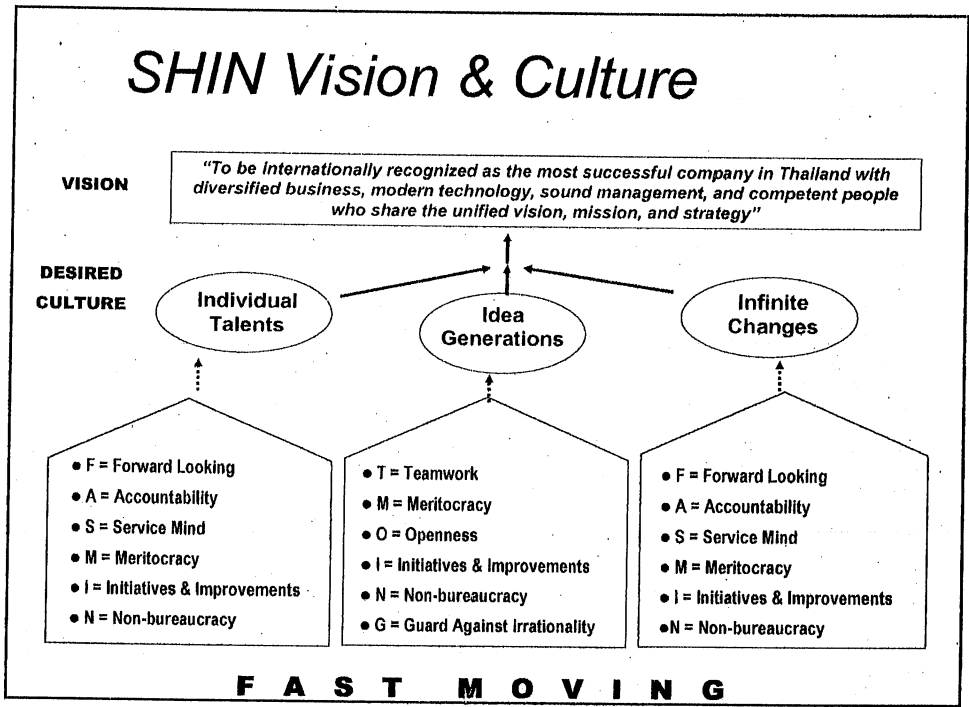 SHIN Vision & Culture
VISION
"To be internationally recognized as the most successful company in Thailand with
diversified business, modern technology, sound management, and competent people
who share the unified vision, mission, and strategy"
DESIRED
CULTURE
Individual
Talents
Idea
Generations
Infinite
Changes
● F = Forward Looking
● A = Accountability
● S = Service Mind
● M = Meritocracy
● I = Initiatives & Improvements
● N = Non-bureaucracy
● T = Teamwork
● M = Meritocracy
● O = Openness
● I = Initiatives & Improvements
● N = Non-bureaucracy
● G = Guard Against Irrationality
● F = Forward Looking
● A = Accountability
● S = Service Mind
● M = Meritocracy
● I = Initiatives & Improvements
●N = Non-bureaucracy
F A S T M O V I N G